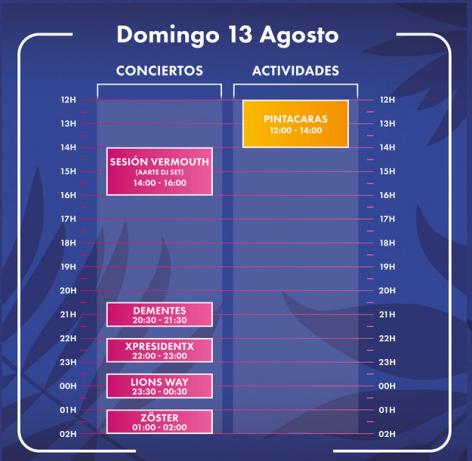 Domingo 13 Agosto
CONCIERTOS
ACTIVIDADES
12H
12H
PINTACARAS
12:00 - 14:00
13H
13H
14H
14H
SESIÓN VERMOUTH
(AARTE DJ SET)
14:00 - 16:00
15H
15H
16H
16H
17H
17H
18H
18H
19H
19H
20H
20H
DEMENTES
20:30 - 21:30
21H
21H
22H
22H
XPRESIDENTX
22:00 - 23:00
23H
23H
LIONS WAY
23:30 - 00:30
00H
00H
01H
01H
ZÖSTER
01:00 - 02:00
02H
02H